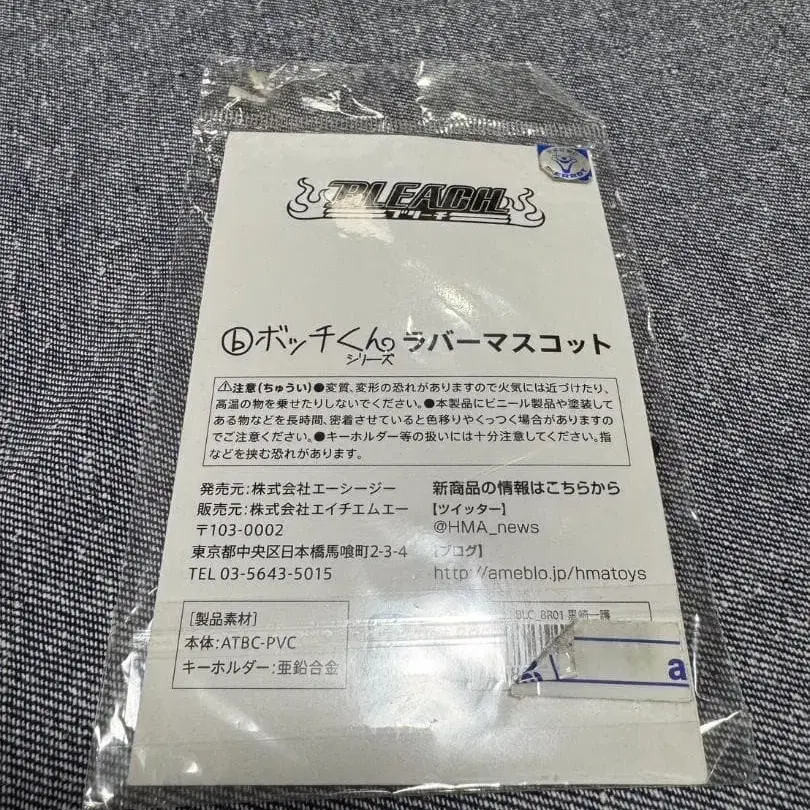 BLEACH
ブリーチ
ⓑボッチくんの ラバーマスコット
シリーズ
⚠注意(ちゅうい)●変質、変形の恐れがありますので火気には近づけたり、
高温の物を乗せたりしないでください。●本製品にビニール製品や塗装して
ある物などを長時間、密着させていると色移りやくっつく場合があります
のでご注意ください。●キーホルダー等の扱いには十分注意してください。指
などを挟む恐れがあります。
発売元:株式会社エーシージー
販売元:株式会社エイチエムエー
〒103-0002
東京都中央区日本橋馬喰町2-3-4
TEL 03-5643-5015
新商品の情報はこちらから
【ツイッター】
@HMA_news
【ブログ】
http://ameblo.jp/hmatoys
[製品素材]
本体:ATBC-PVC
キーホルダー:亜鉛合金
BLC_BR01 黒崎一護
a